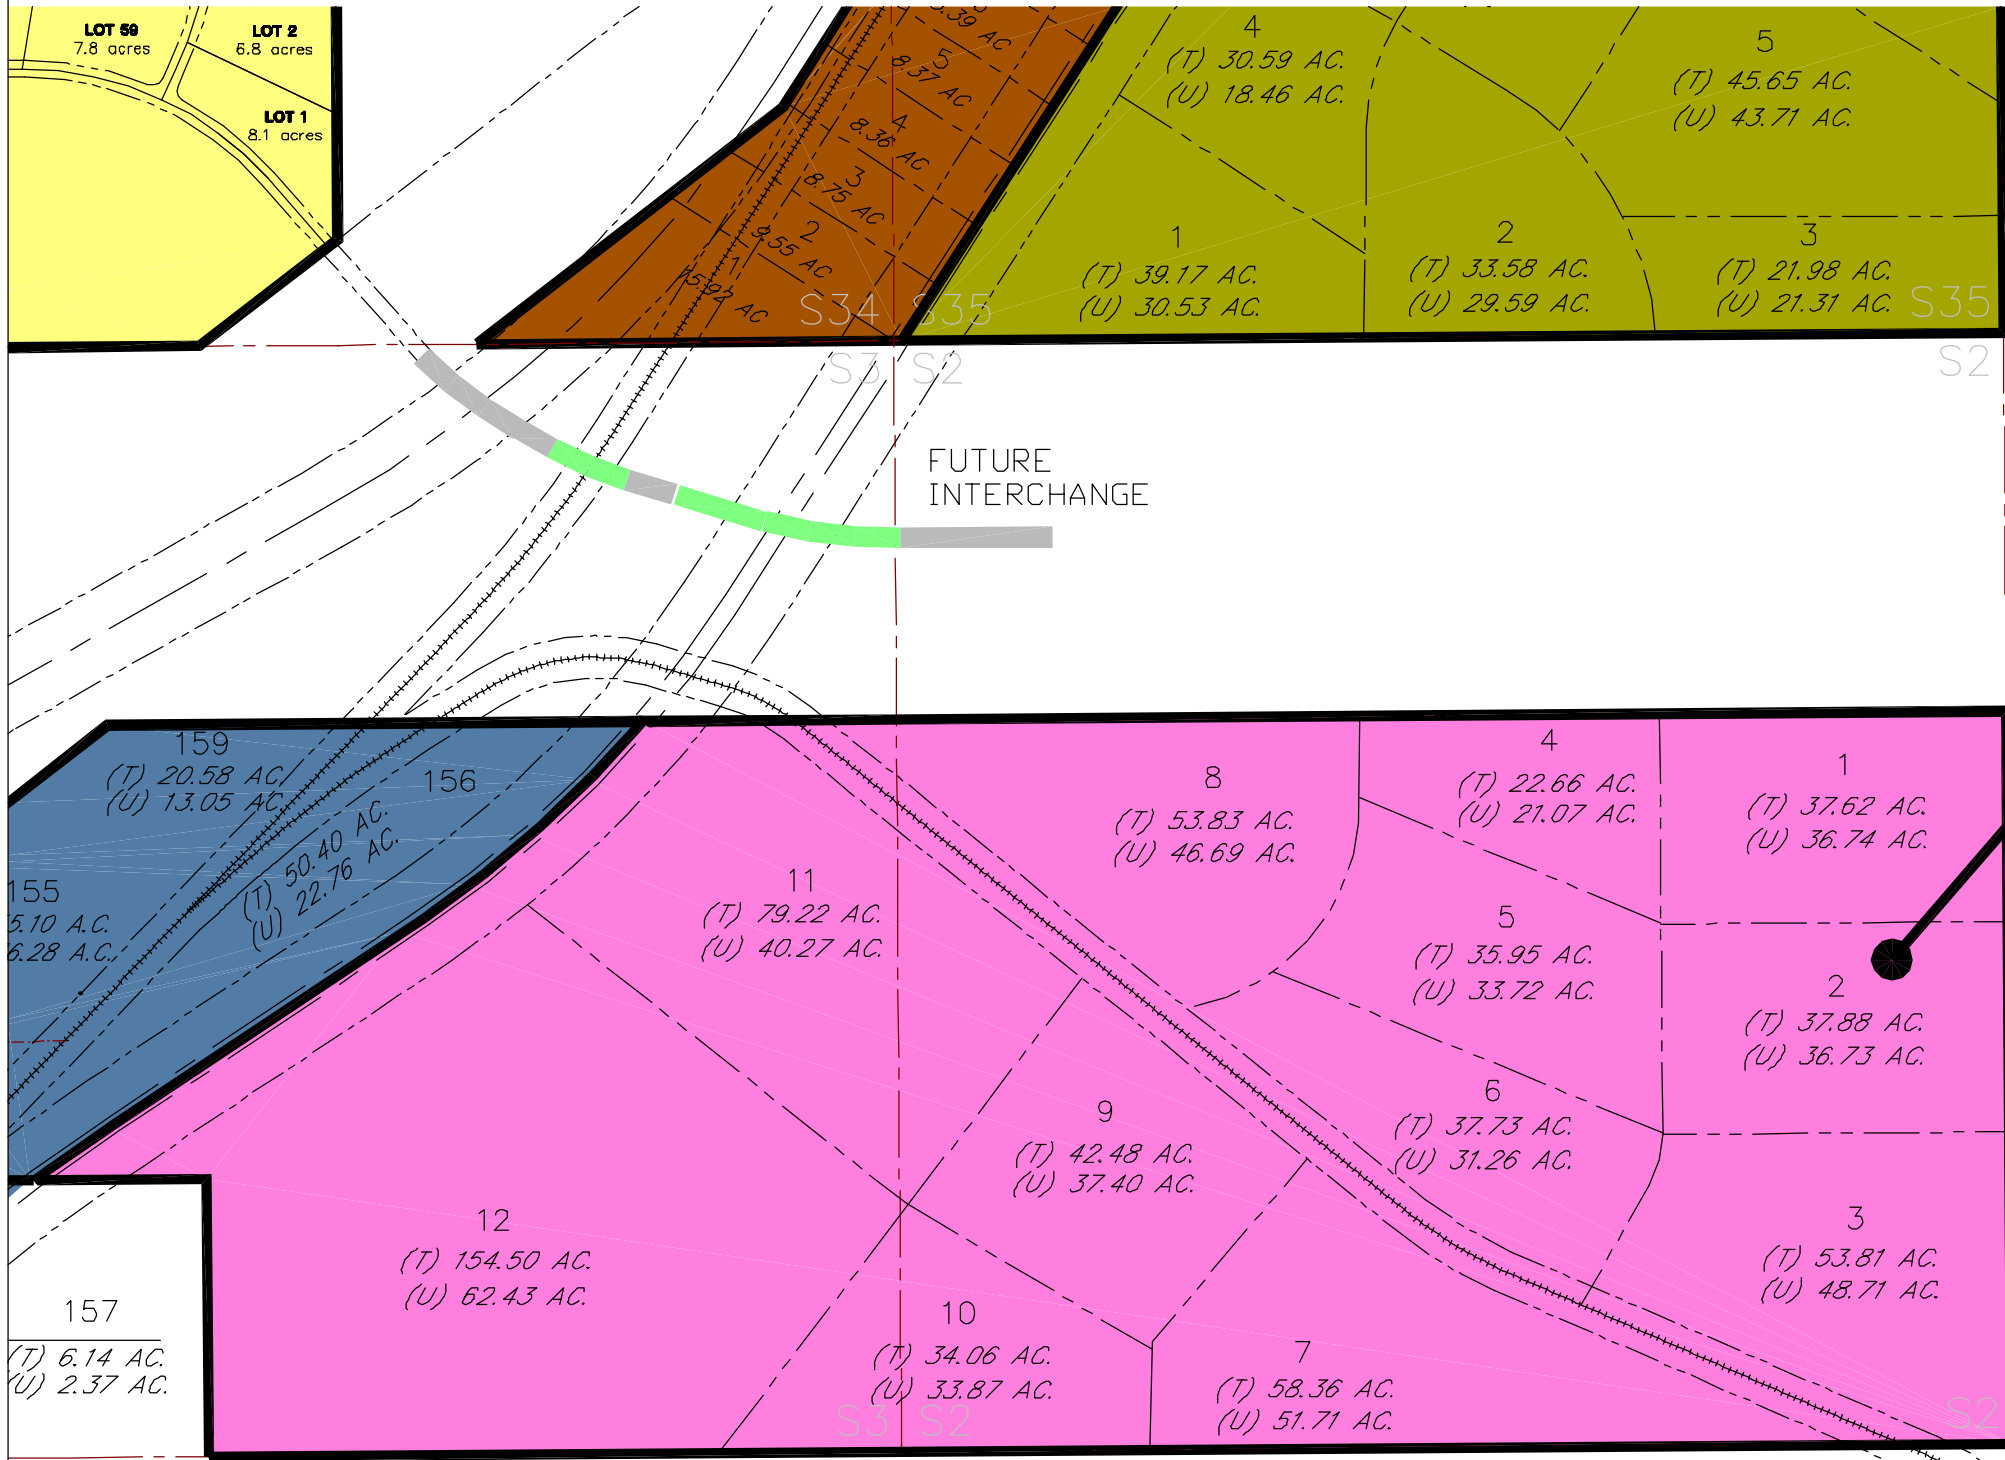 LOT 59
7.8 acres
LOT 2
6.8 acres
LOT 1
8.1 acres
5
8.37 AC
4
8.36 AC
3
8.75 AC
2
9.55 AC
1
15.92 AC
4
(T) 30.59 AC.
(U) 18.46 AC.
5
(T) 45.65 AC.
(U) 43.71 AC.
1
(T) 39.17 AC.
(U) 30.53 AC.
2
(T) 33.58 AC.
(U) 29.59 AC.
3
(T) 21.98 AC.
(U) 21.31 AC.
S34 S35
S35
S3 S2
S2
FUTURE
INTERCHANGE
159
(T) 20.58 AC.
(U) 13.05 AC.
156
(T) 50.40 AC.
(U) 22.76 AC.
155
5.10 A.C.
6.28 A.C.
8
(T) 53.83 AC.
(U) 46.69 AC.
4
(T) 22.66 AC.
(U) 21.07 AC.
1
(T) 37.62 AC.
(U) 36.74 AC.
11
(T) 79.22 AC.
(U) 40.27 AC.
5
(T) 35.95 AC.
(U) 33.72 AC.
2
(T) 37.88 AC.
(U) 36.73 AC.
9
(T) 42.48 AC.
(U) 37.40 AC.
6
(T) 37.73 AC.
(U) 31.26 AC.
12
(T) 154.50 AC.
(U) 62.43 AC.
3
(T) 53.81 AC.
(U) 48.71 AC.
157
(T) 6.14 AC.
(U) 2.37 AC.
10
(T) 34.06 AC.
(U) 33.87 AC.
7
(T) 58.36 AC.
(U) 51.71 AC.
S3 S2
S2